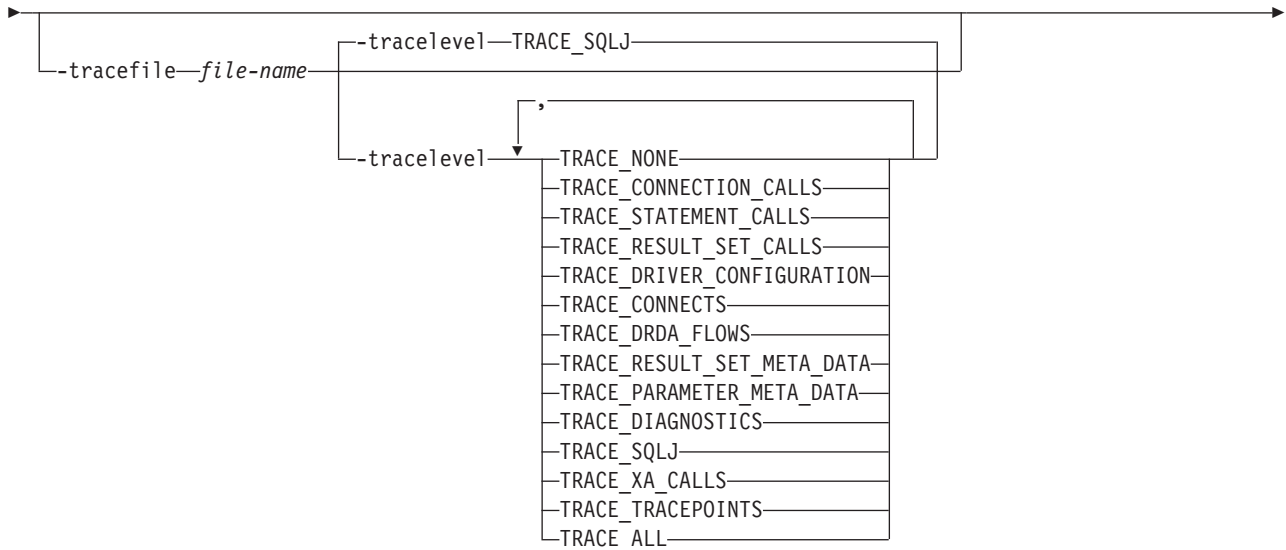 -tracelevel TRACE_SQLJ
-tracefile file-name
,
-tracelevel TRACE_NONE
TRACE_CONNECTION_CALLS
TRACE_STATEMENT_CALLS
TRACE_RESULT_SET_CALLS
TRACE_DRIVER_CONFIGURATION
TRACE_CONNECTS
TRACE_DRDA_FLOWS
TRACE_RESULT_SET_META_DATA
TRACE_PARAMETER_META_DATA
TRACE_DIAGNOSTICS
TRACE_SQLJ
TRACE_XA_CALLS
TRACE_TRACEPOINTS
TRACE_ALL